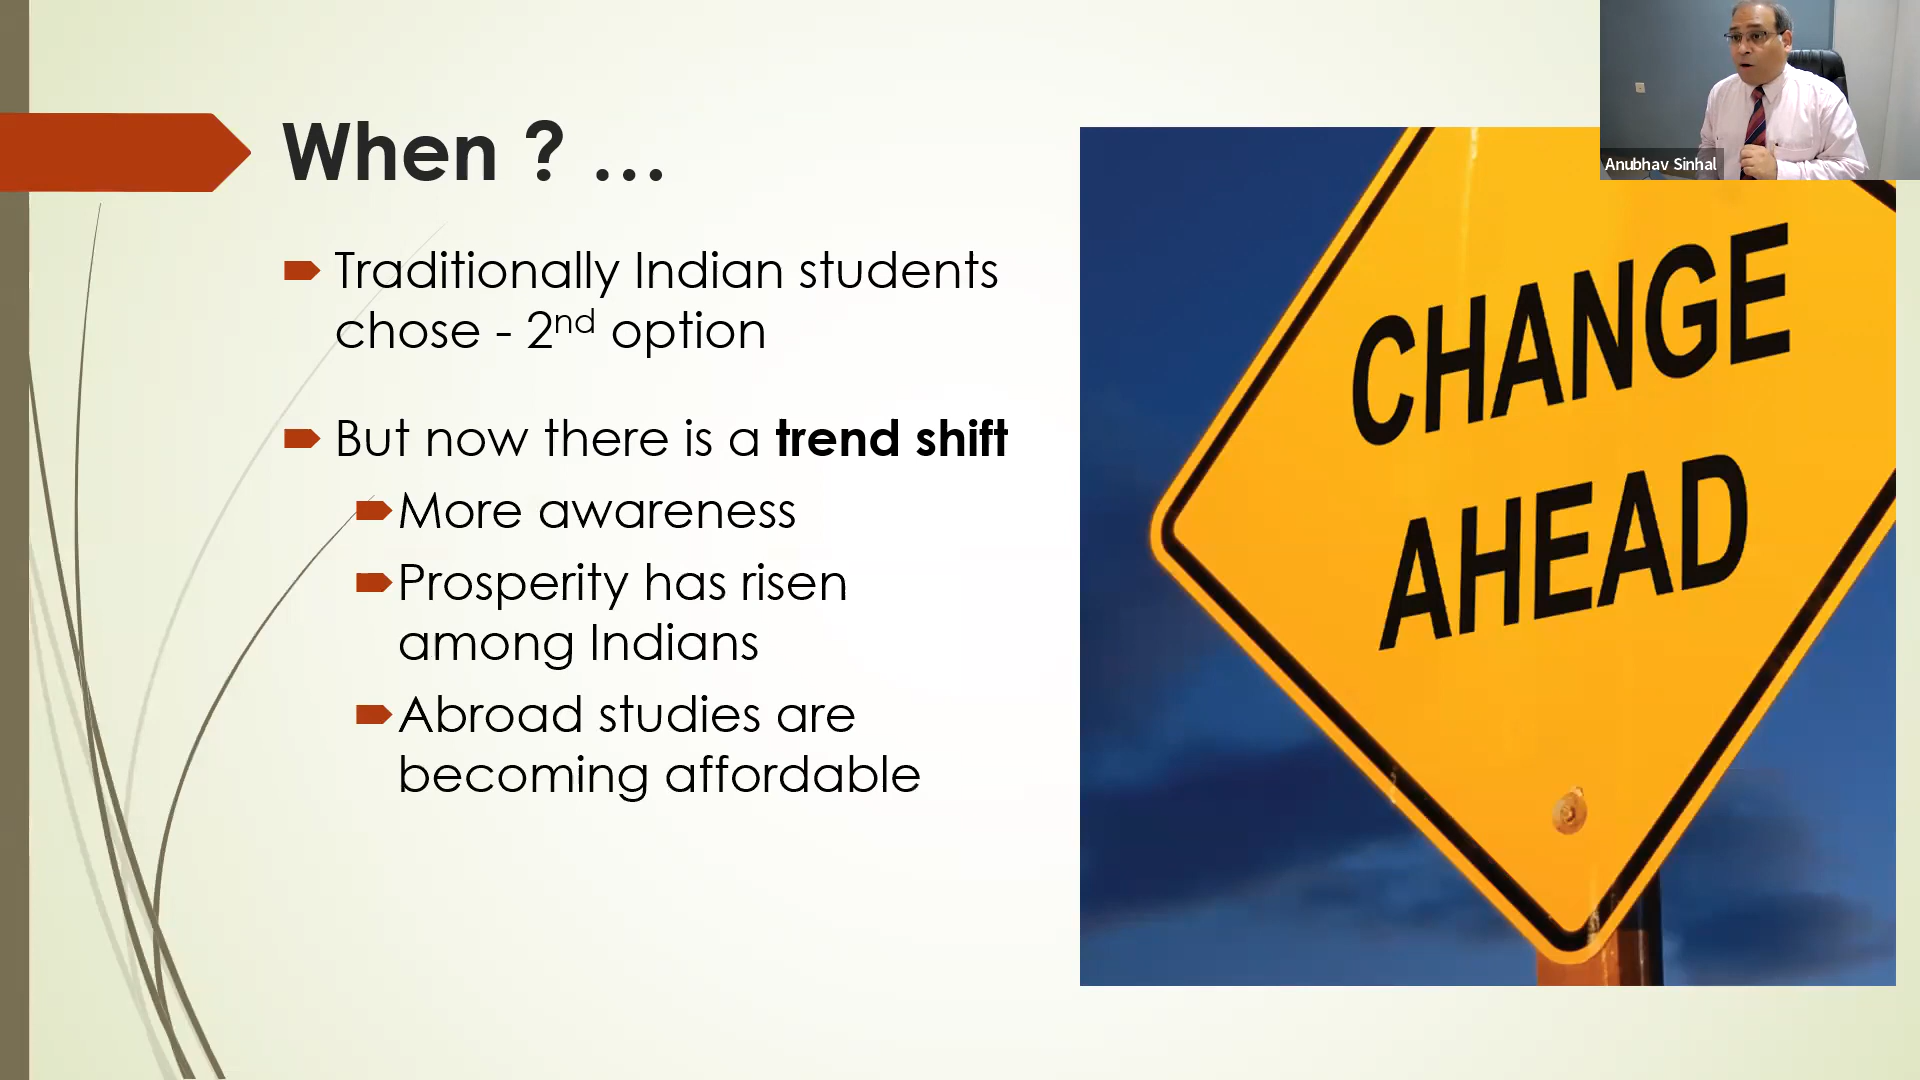 When ? ...
Traditionally Indian students
chose - 2nd option
But now there is a trend shift
More awareness
Prosperity has risen
among Indians
Abroad studies are
becoming affordable
CHANGE
AHEAD
Anubhav Sinhal